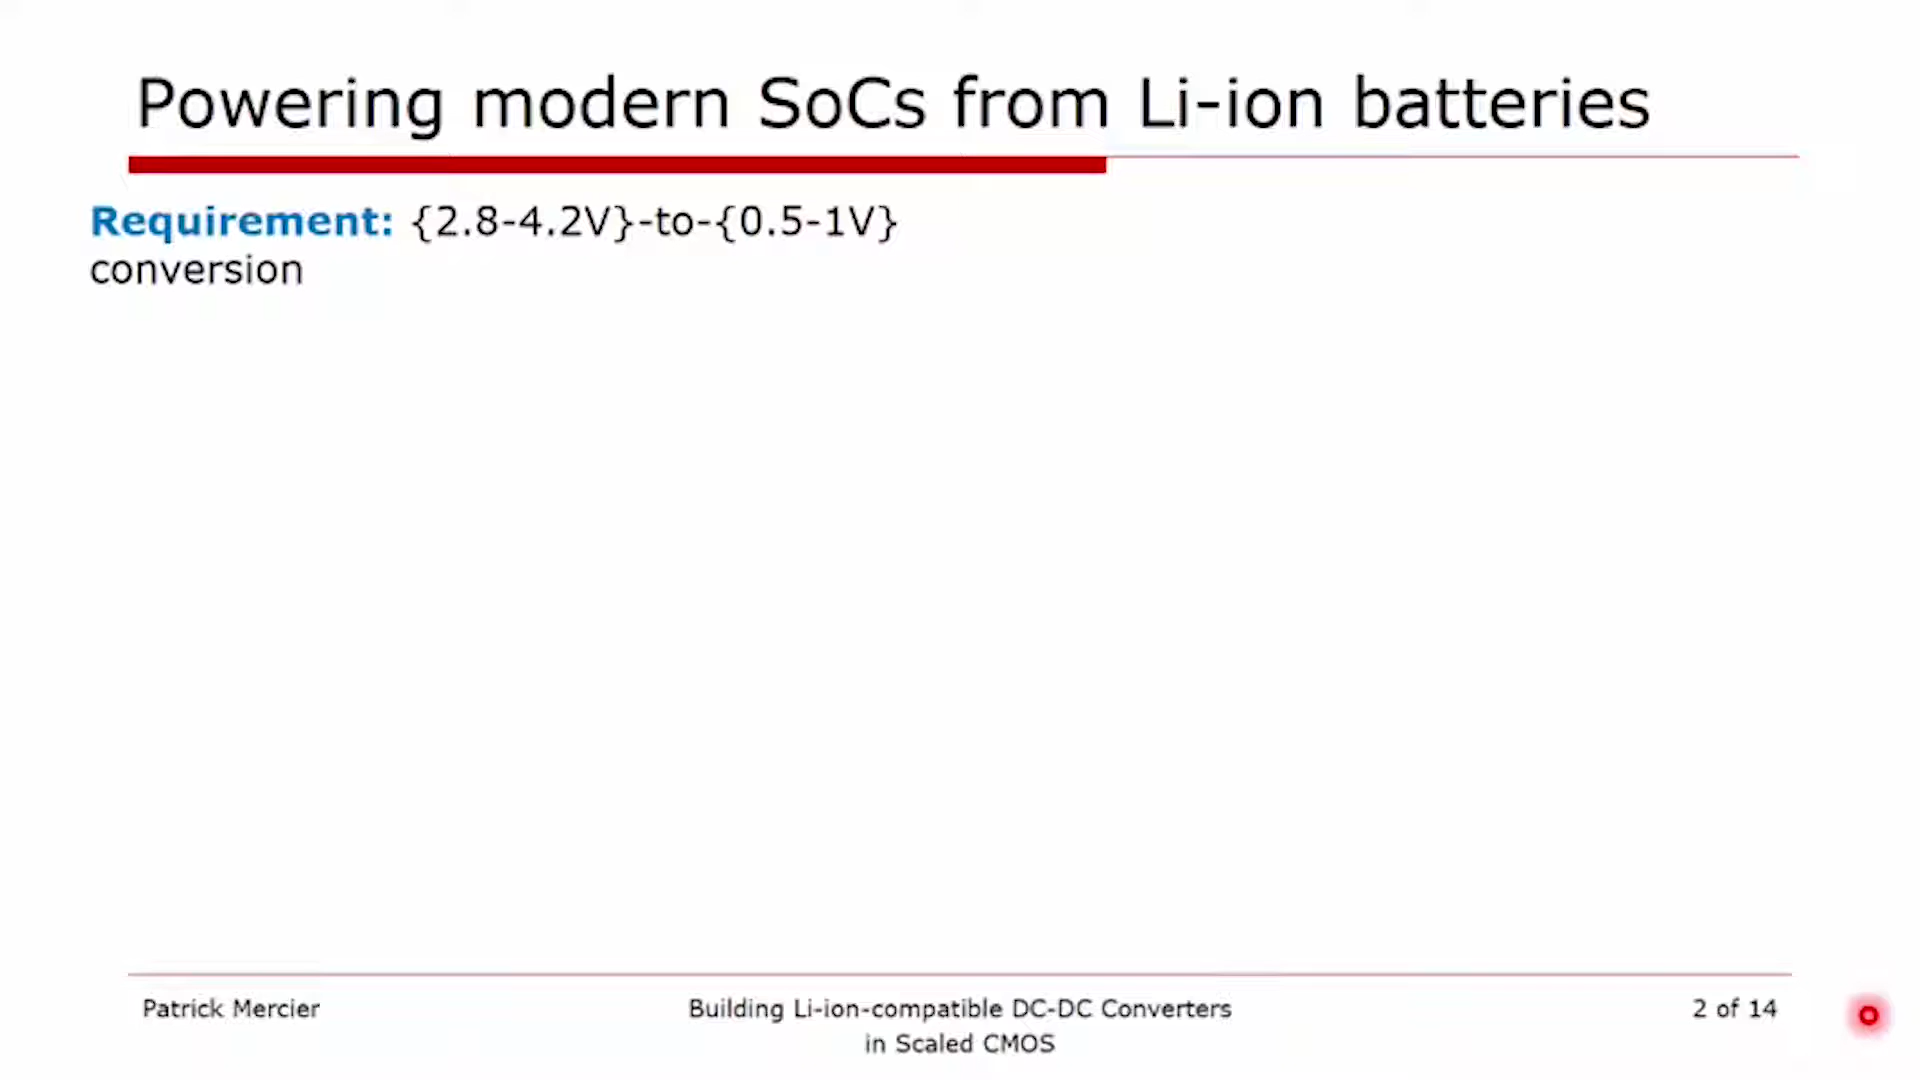 Powering modern SoCs from Li-ion batteries
Requirement: {2.8-4.2V}-to-{0.5-1V}
conversion
Patrick Mercier
Building Li-ion-compatible DC-DC Converters
in Scaled CMOS
2 of 14